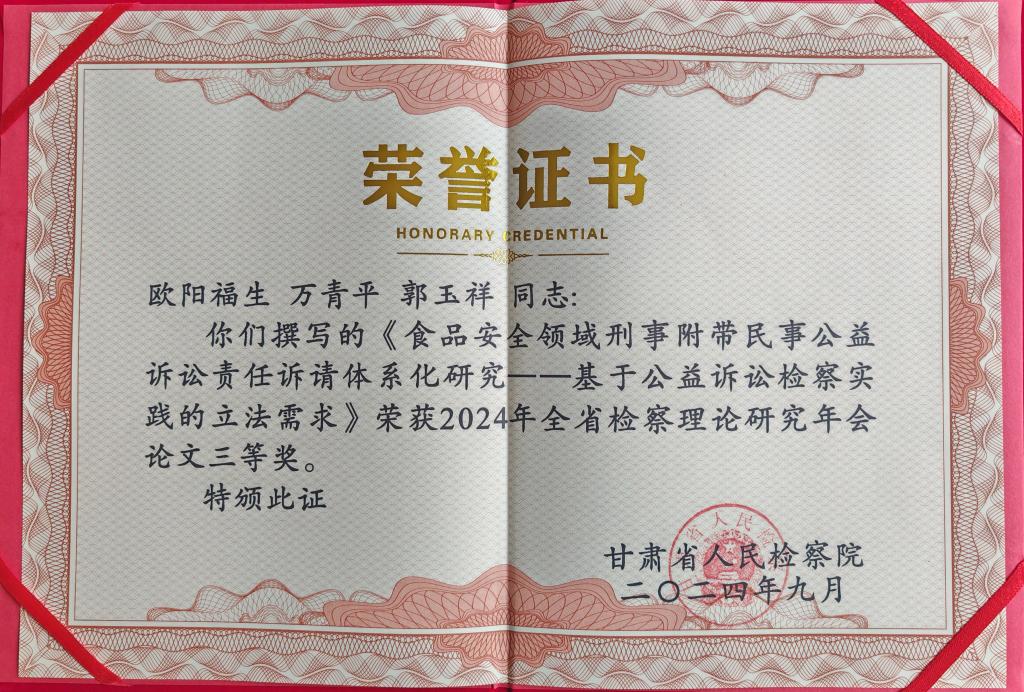 荣誉证书
HONORARY CREDENTIAL
欧阳福生 万青平 郭玉祥 同志:
你们撰写的《食品安全领域刑事附带民事公益
诉讼责任诉请体系化研究——基于公益诉讼检察实
践的立法需求》荣获2024年全省检察理论研究年会
论文三等奖。
特颁此证
甘肃省人民检察院
二〇二四年九月